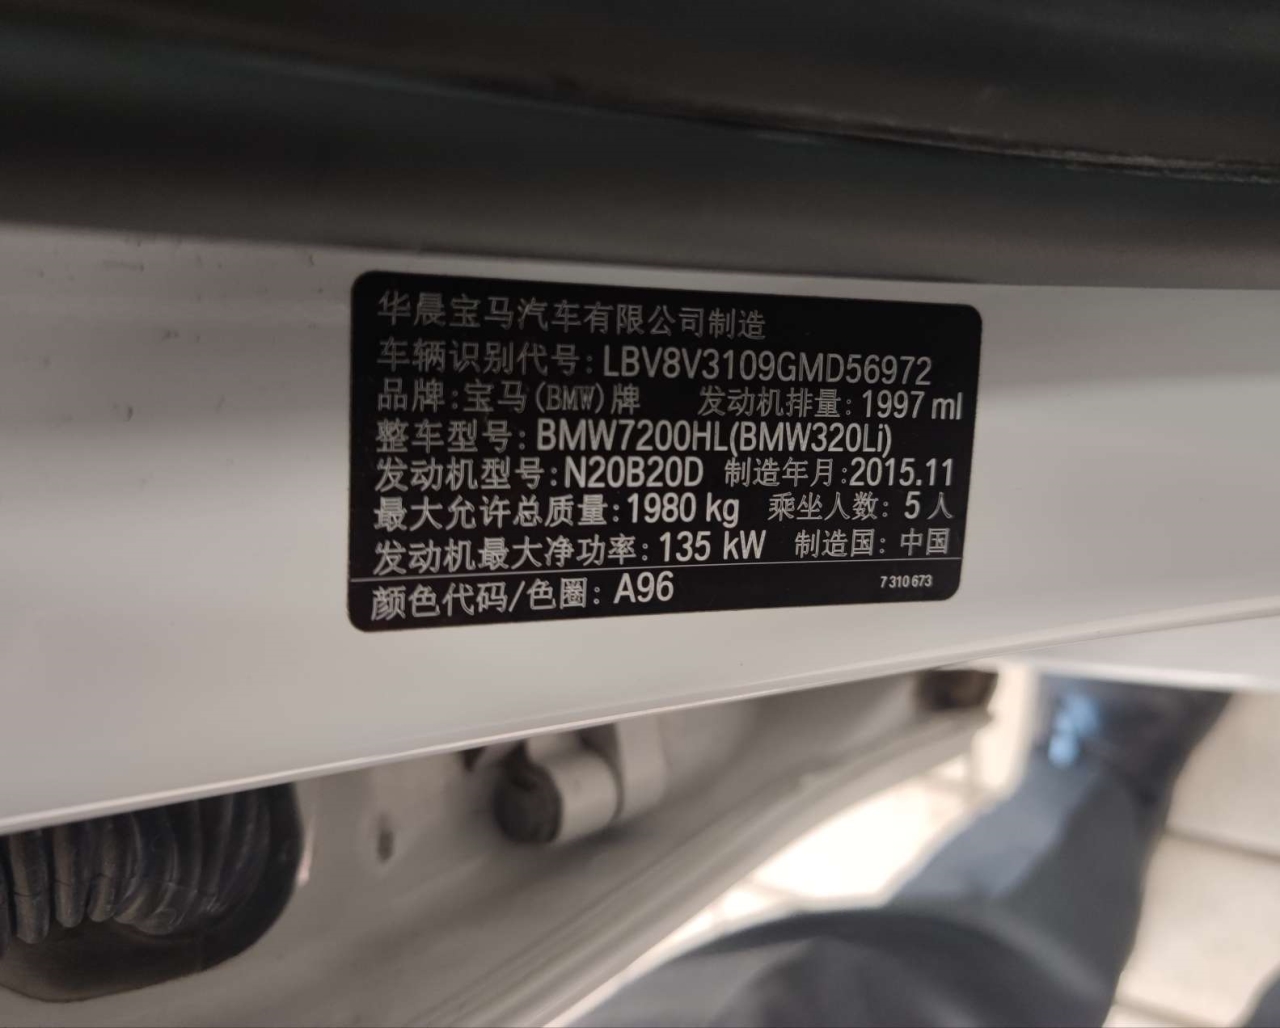 华晨宝马汽车有限公司制造
车辆识别代号: LBV8V3109GMD56972
品牌: 宝马(BMW)牌 发动机排量: 1997 ml
整车型号: BMW7200HL(BMW320Li)
发动机型号: N20B20D 制造年月: 2015.11
最大允许总质量: 1980 kg 乘坐人数: 5 人
发动机最大净功率: 135 kW 制造国: 中国
颜色代码/色圈: A96 7 310 673